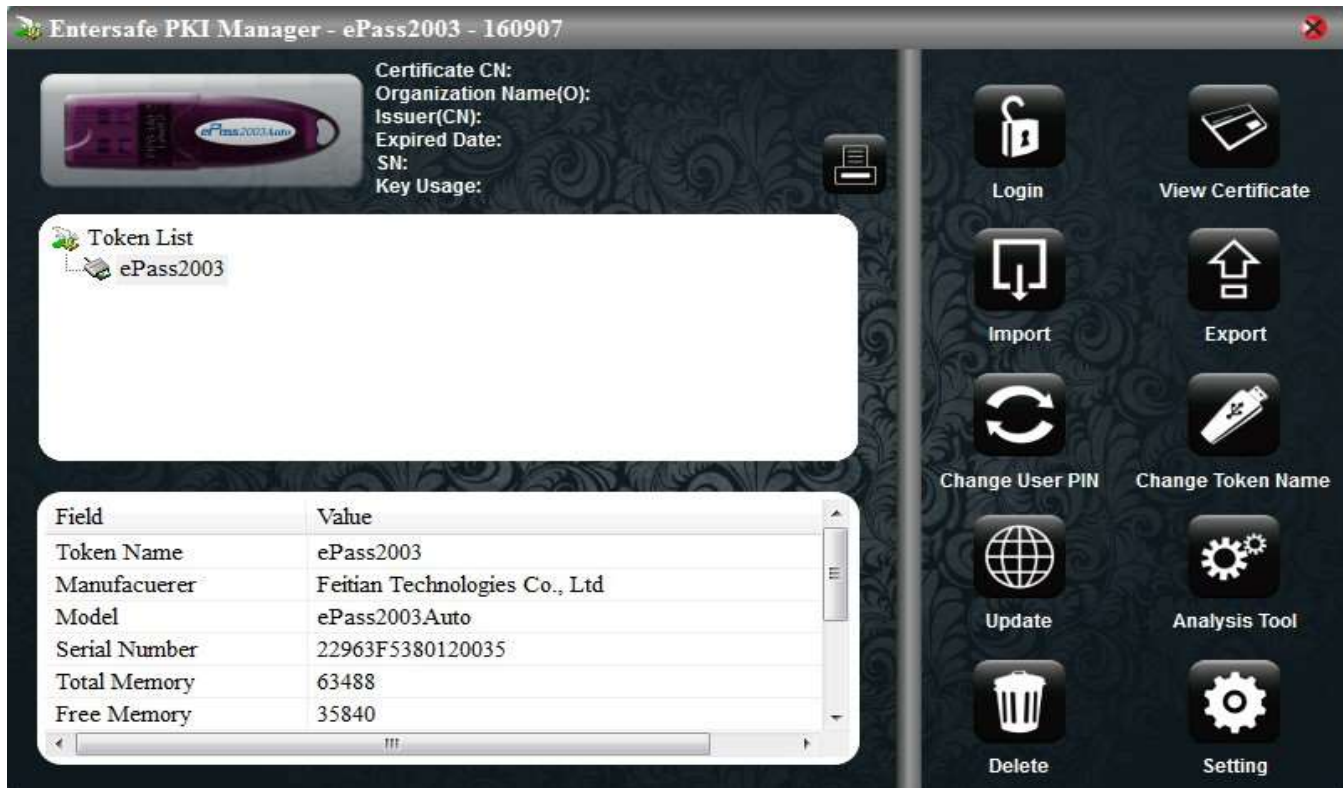 Entersafe PKI Manager - ePass2003 - 160907
Certificate CN:
Organization Name(O):
Issuer(CN):
Expired Date:
SN:
Key Usage:
ePass2003Auto
Token List
ePass2003
Field Value
Token Name ePass2003
Manufacuerer Feitian Technologies Co., Ltd
Model ePass2003Auto
Serial Number 22963F5380120035
Total Memory 63488
Free Memory 35840
Login View Certificate
Import Export
Change User PIN Change Token Name
Update Analysis Tool
Delete Setting